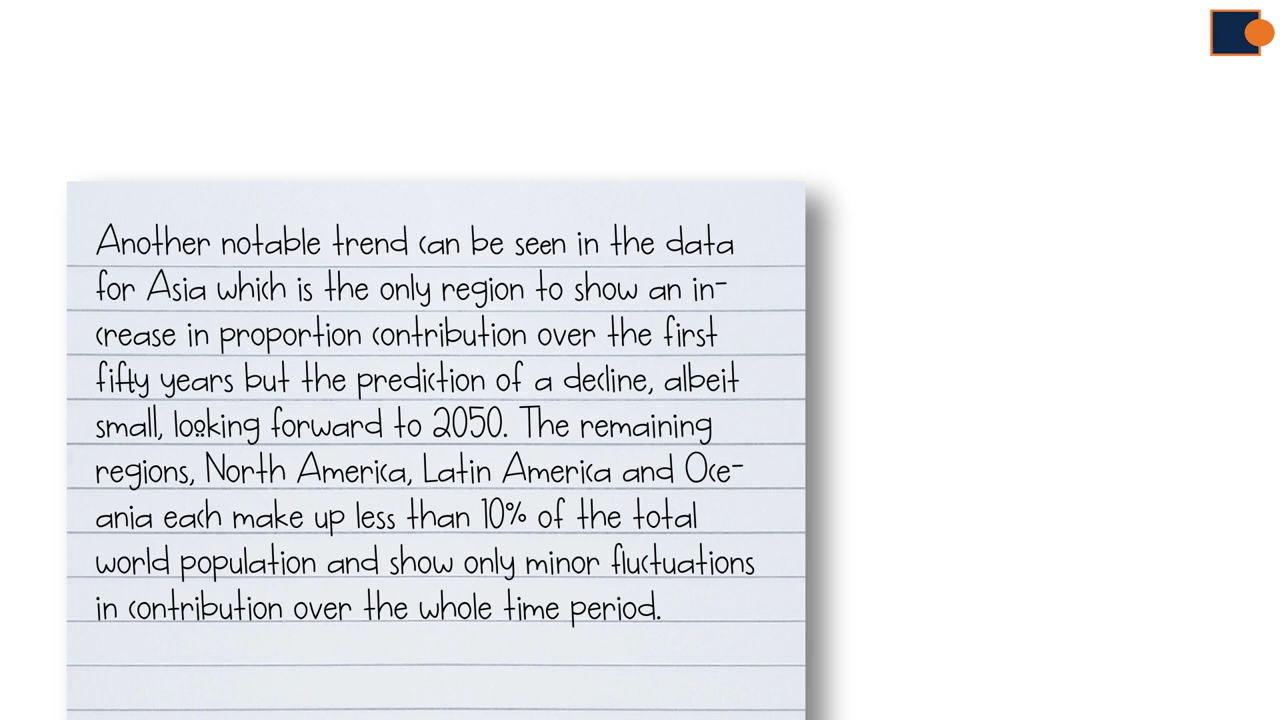 Another notable trend can be seen in the data
for Asia which is the only region to show an in-
crease in proportion contribution over the first
fifty years but the prediction of a decline, albeit
small, looking forward to 2050. The remaining
regions, North America, Latin America and Oce-
ania each make up less than 10% of the total
world population and show only minor fluctuations
in contribution over the whole time period.